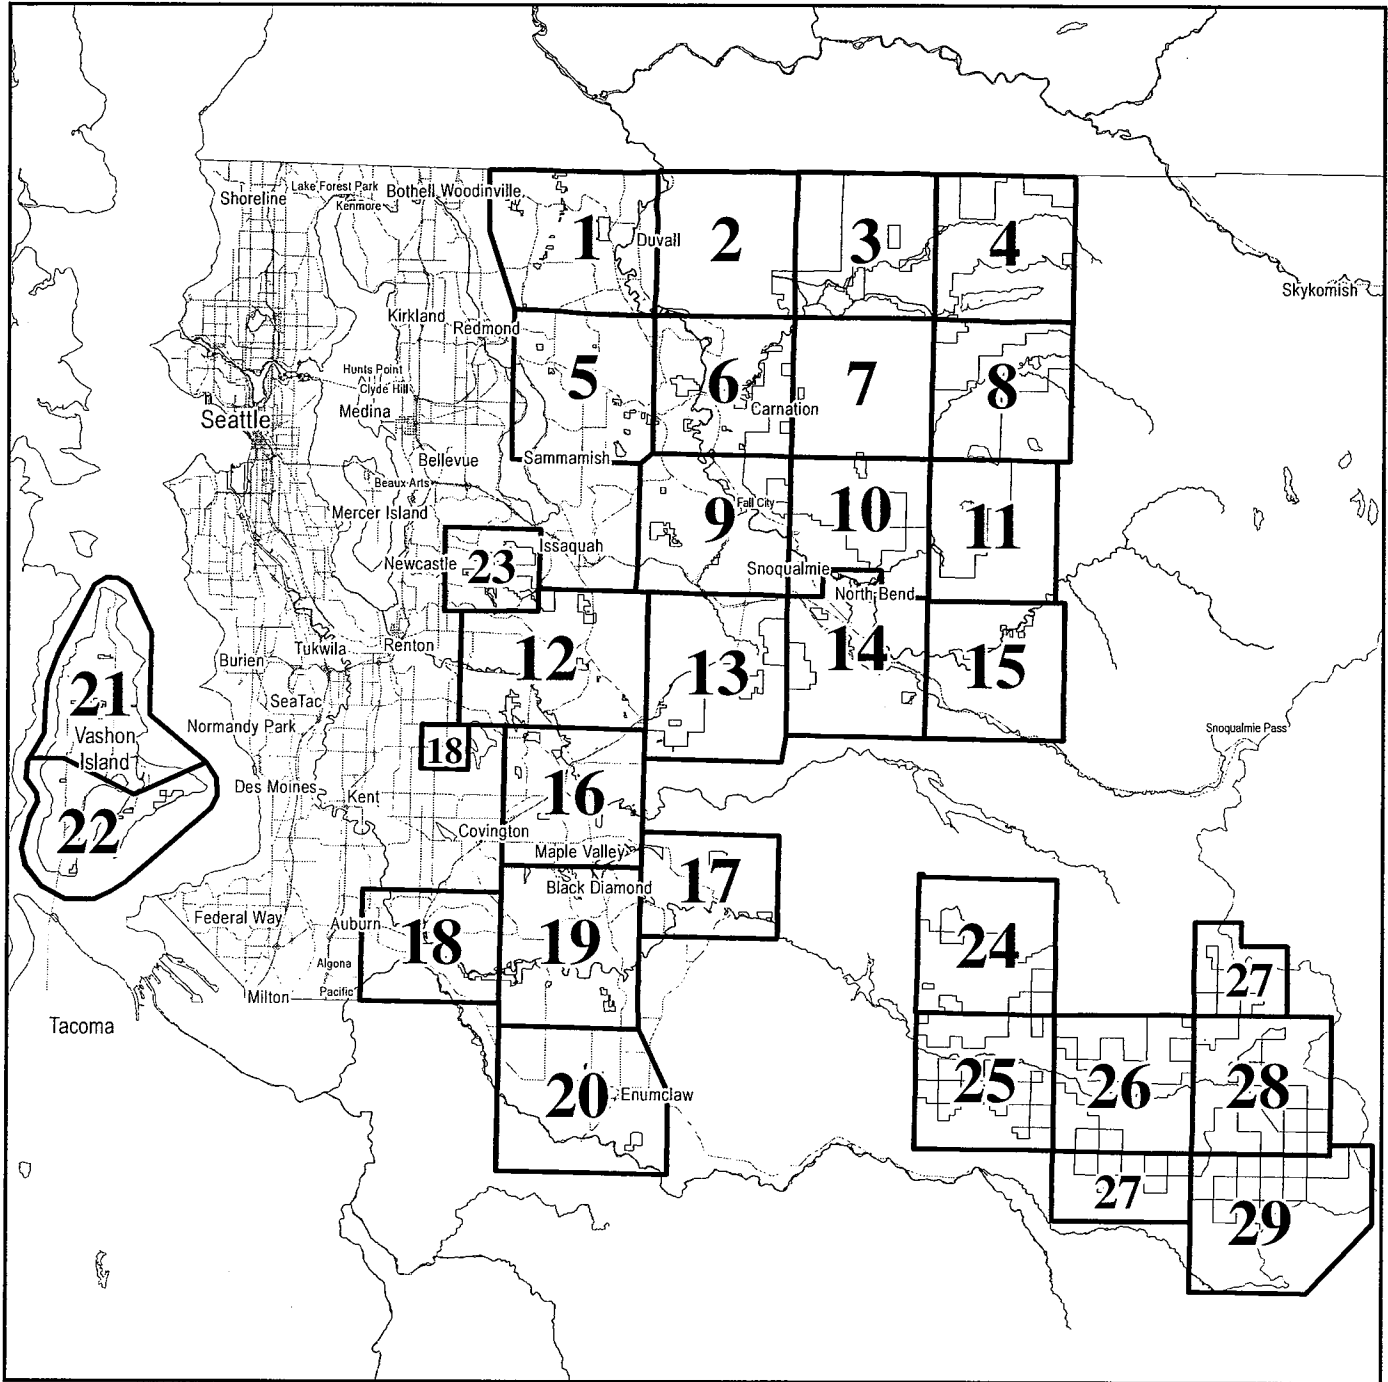 Shoreline
Lake Forest Park
Kenmore
Bothell
Woodinville
1
Duvall
2
3
4
Skykomish
Kirkland
Redmond
5
6
Carnation
7
8
Hunts Point
Clyde Hill
Medina
Seattle
Bellevue
Sammamish
Beaux Arts
Mercer Island
9
Fall City
10
11
Newcastle
23
Issaquah
Snoqualmie
North Bend
Renton
Tukwila
Burien
12
13
14
15
21
Vashon
Island
SeaTac
Normandy Park
18
Snoqualmie Pass
Des Moines
Kent
16
22
Covington
Maple Valley
Black Diamond
17
Federal Way
Auburn
18
19
24
Algona
Pacific
Milton
27
Tacoma
20
Enumclaw
25
26
28
27
29